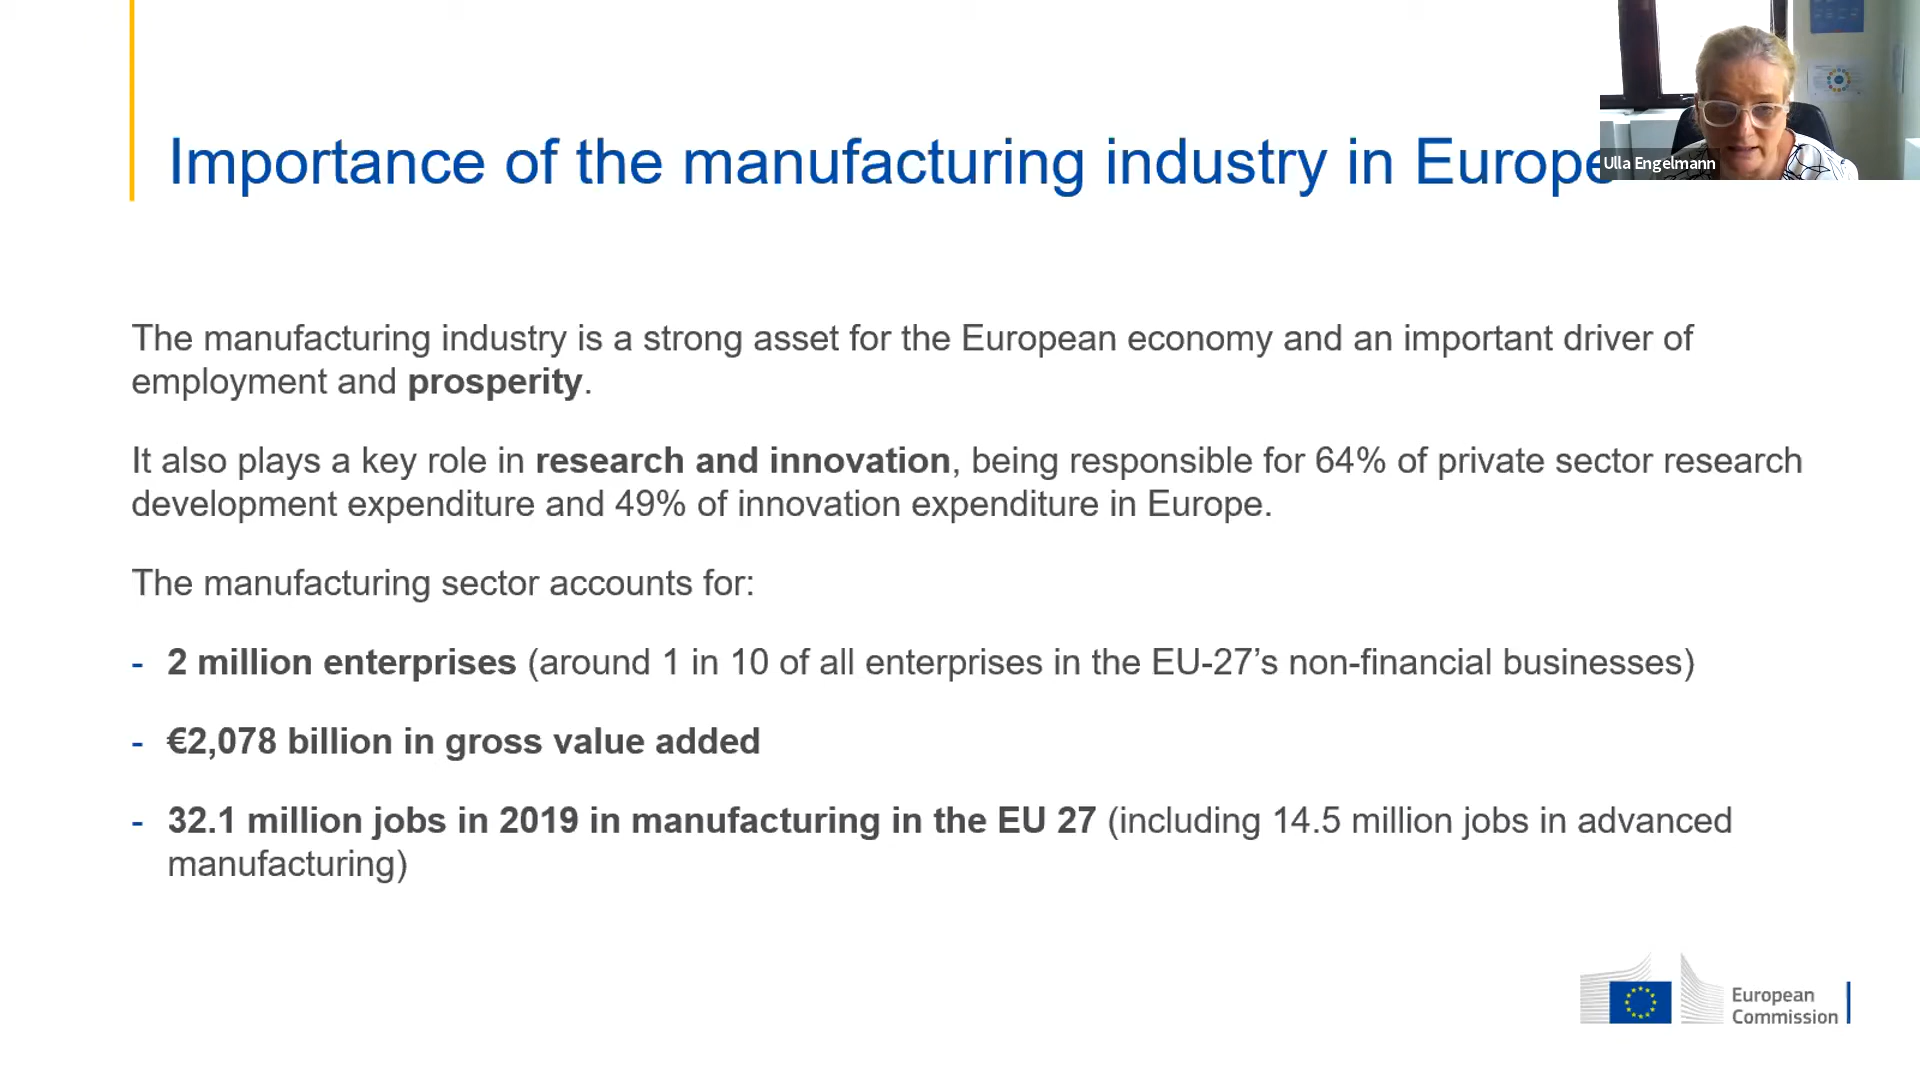 Importance of the manufacturing industry in Europe
Ulla Engelmann
The manufacturing industry is a strong asset for the European economy and an important driver of
employment and prosperity.
It also plays a key role in research and innovation, being responsible for 64% of private sector research
development expenditure and 49% of innovation expenditure in Europe.
The manufacturing sector accounts for:
- 2 million enterprises (around 1 in 10 of all enterprises in the EU-27’s non-financial businesses)
- €2,078 billion in gross value added
- 32.1 million jobs in 2019 in manufacturing in the EU 27 (including 14.5 million jobs in advanced
manufacturing)
European
Commission